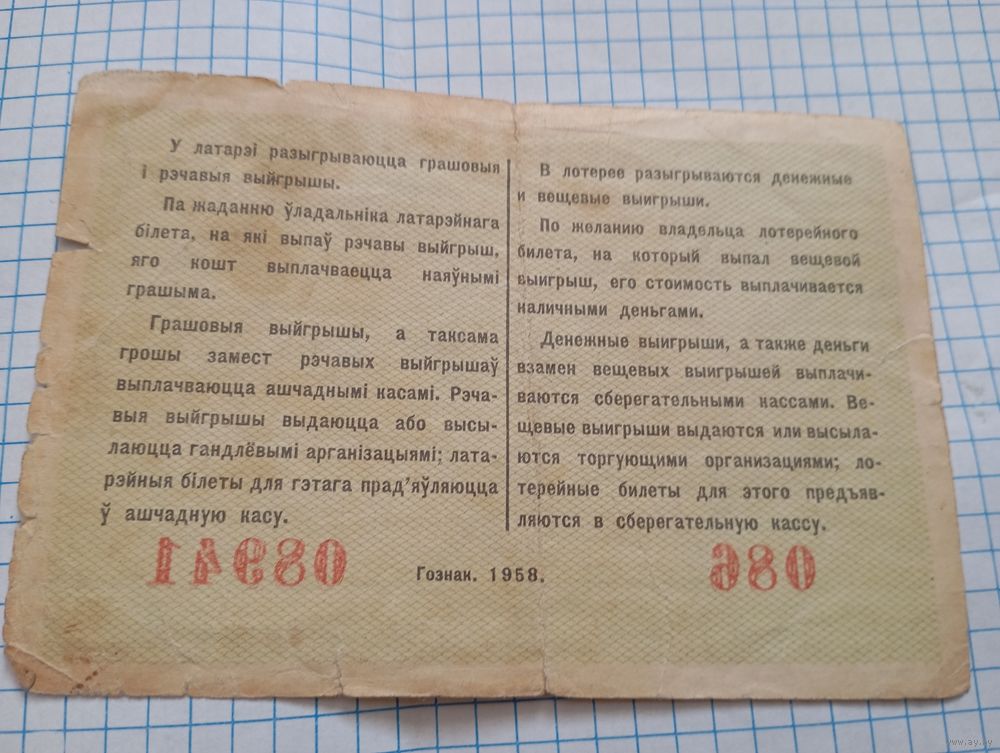 У латарэі разыгрываюцца грашовыя
і рэчавыя выйгрышы.
Па жаданню ўладальніка латарэйнага
білета, на які выпаў рэчавы выйгрыш,
яго кошт выплачваецца наяўнымі
грашыма.
Грашовыя выйгрышы, а таксама
грошы замест рэчавых выйгрышаў
выплачваюцца ашчаднымі касамі. Рэча-
выя выйгрышы выдаюцца або высы-
лаюцца гандлёвымі арганізацыямі; лата-
рэйныя білеты для гэтага прад’яўляюцца
ў ашчадную касу.
В лотерее разыгрываются денежные
и вещевые выигрыши.
По желанию владельца лотерейного
билета, на который выпал вещевой
выигрыш, его стоимость выплачивается
наличными деньгами.
Денежные выигрыши, а также деньги
взамен вещевых выигрышей выплачи-
ваются сберегательными кассами. Ве-
щевые выигрыши выдаются или высыла-
ются торгующими организациями; ло-
терейные билеты для этого предъяв-
ляются в сберегательную кассу.
Гознак. 1958.
www.ay.by